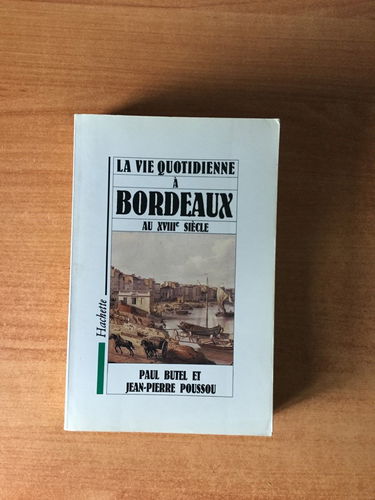 LA VIE QUOTIDIENNE
À
BORDEAUX
AU XVIIIe SIÈCLE
Hachette
PAUL BUTEL ET
JEAN-PIERRE POUSSOU